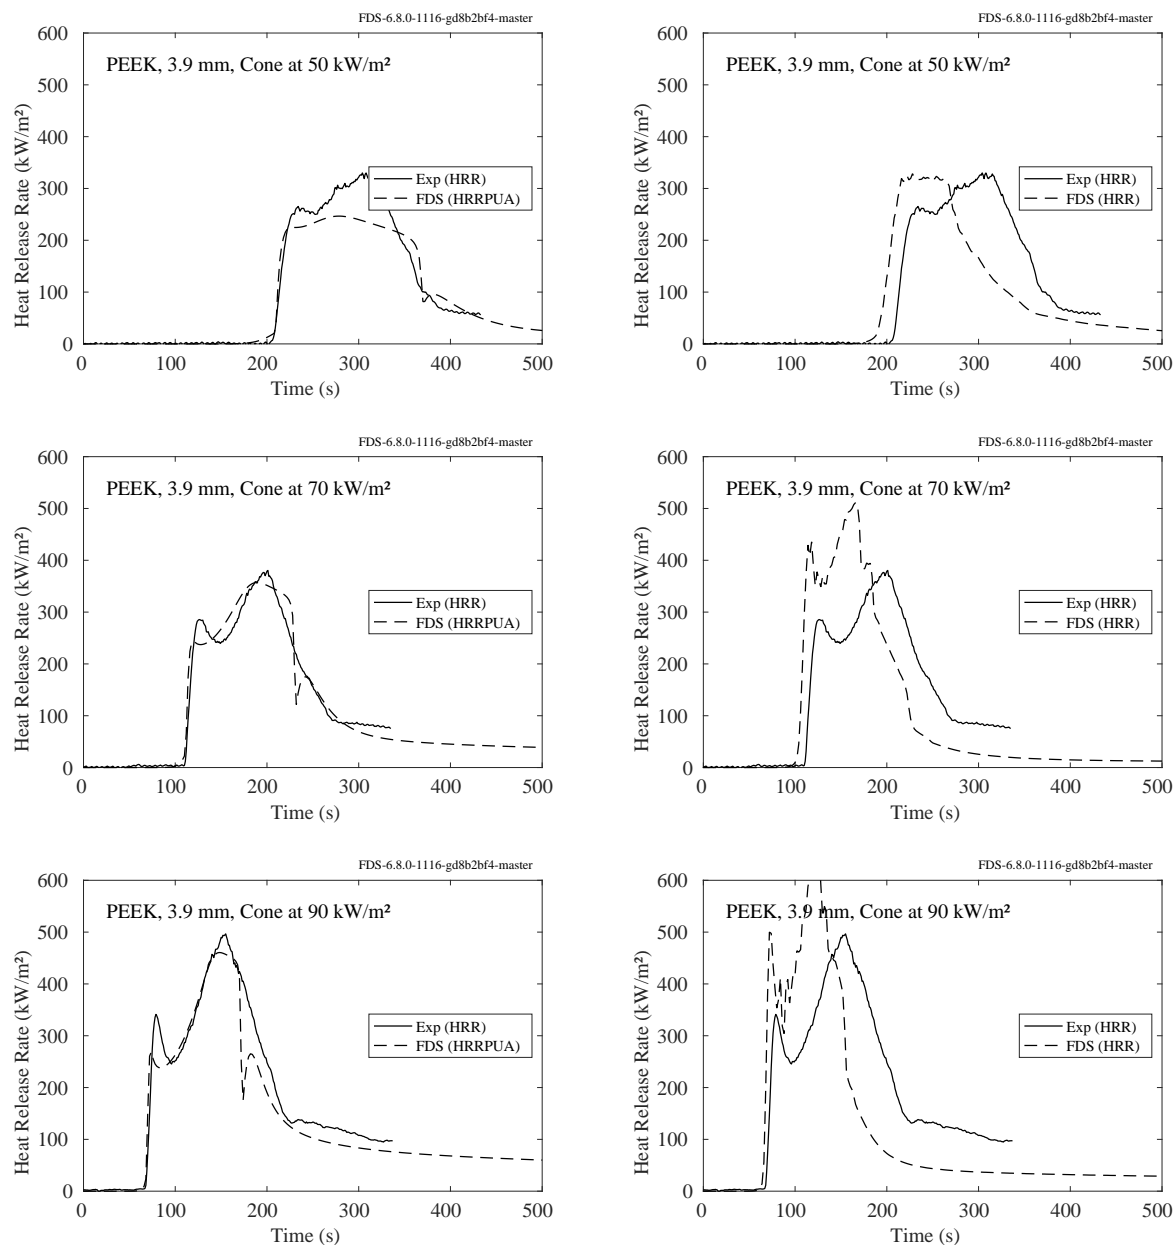 FDS-6.8.0-1116-gd8b2bf4-master
PEEK, 3.9 mm, Cone at 50 kW/m²
Heat Release Rate (kW/m²)
600
500
400
300
200
100
0
Exp (HRR)
FDS (HRRPUA)
0 100 200 300 400 500
Time (s)
FDS-6.8.0-1116-gd8b2bf4-master
PEEK, 3.9 mm, Cone at 50 kW/m²
Heat Release Rate (kW/m²)
600
500
400
300
200
100
0
Exp (HRR)
FDS (HRR)
0 100 200 300 400 500
Time (s)
FDS-6.8.0-1116-gd8b2bf4-master
PEEK, 3.9 mm, Cone at 70 kW/m²
Heat Release Rate (kW/m²)
600
500
400
300
200
100
0
Exp (HRR)
FDS (HRRPUA)
0 100 200 300 400 500
Time (s)
FDS-6.8.0-1116-gd8b2bf4-master
PEEK, 3.9 mm, Cone at 70 kW/m²
Heat Release Rate (kW/m²)
600
500
400
300
200
100
0
Exp (HRR)
FDS (HRR)
0 100 200 300 400 500
Time (s)
FDS-6.8.0-1116-gd8b2bf4-master
PEEK, 3.9 mm, Cone at 90 kW/m²
Heat Release Rate (kW/m²)
600
500
400
300
200
100
0
Exp (HRR)
FDS (HRRPUA)
0 100 200 300 400 500
Time (s)
FDS-6.8.0-1116-gd8b2bf4-master
PEEK, 3.9 mm, Cone at 90 kW/m²
Heat Release Rate (kW/m²)
600
500
400
300
200
100
0
Exp (HRR)
FDS (HRR)
0 100 200 300 400 500
Time (s)